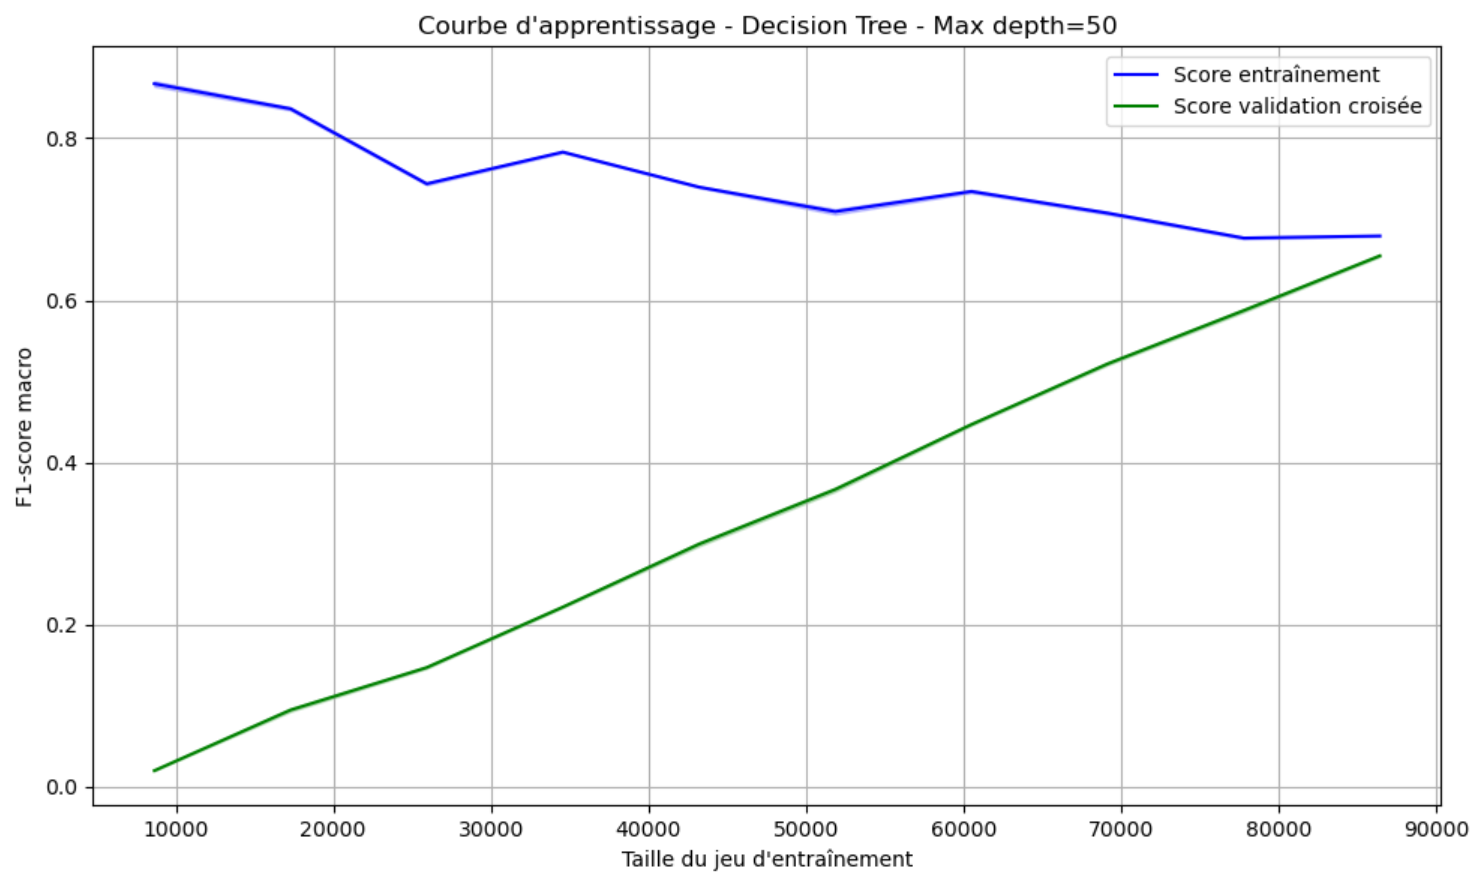 Courbe d'apprentissage - Decision Tree - Max depth=50
Score entraînement
Score validation croisée
F1-score macro
0.8
0.6
0.4
0.2
0.0
10000 20000 30000 40000 50000 60000 70000 80000 90000
Taille du jeu d'entraînement